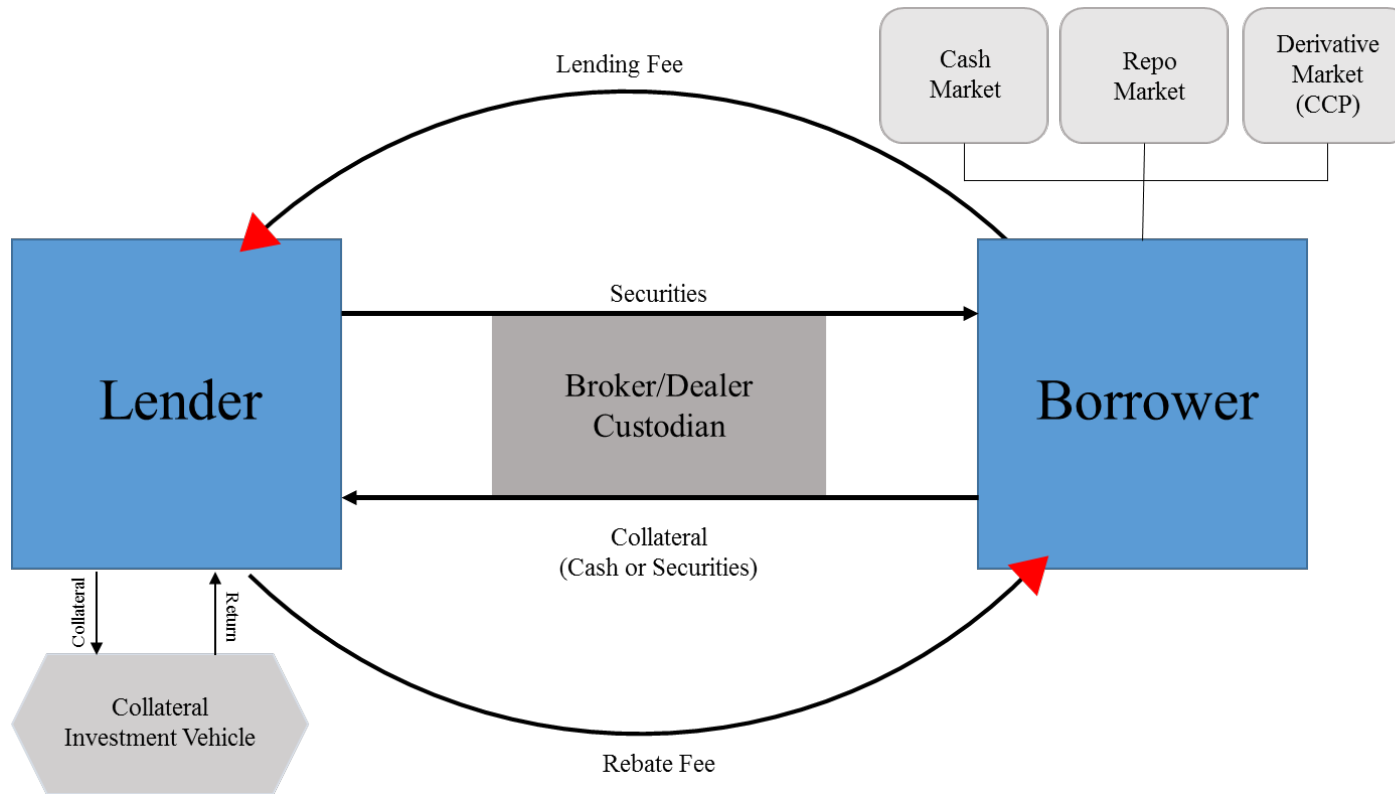 Lending Fee
Cash
Market
Repo
Market
Derivative
Market
(CCP)
Securities
Lender
Broker/Dealer
Custodian
Borrower
Collateral
(Cash or Securities)
Collateral
Return
Collateral
Investment Vehicle
Rebate Fee